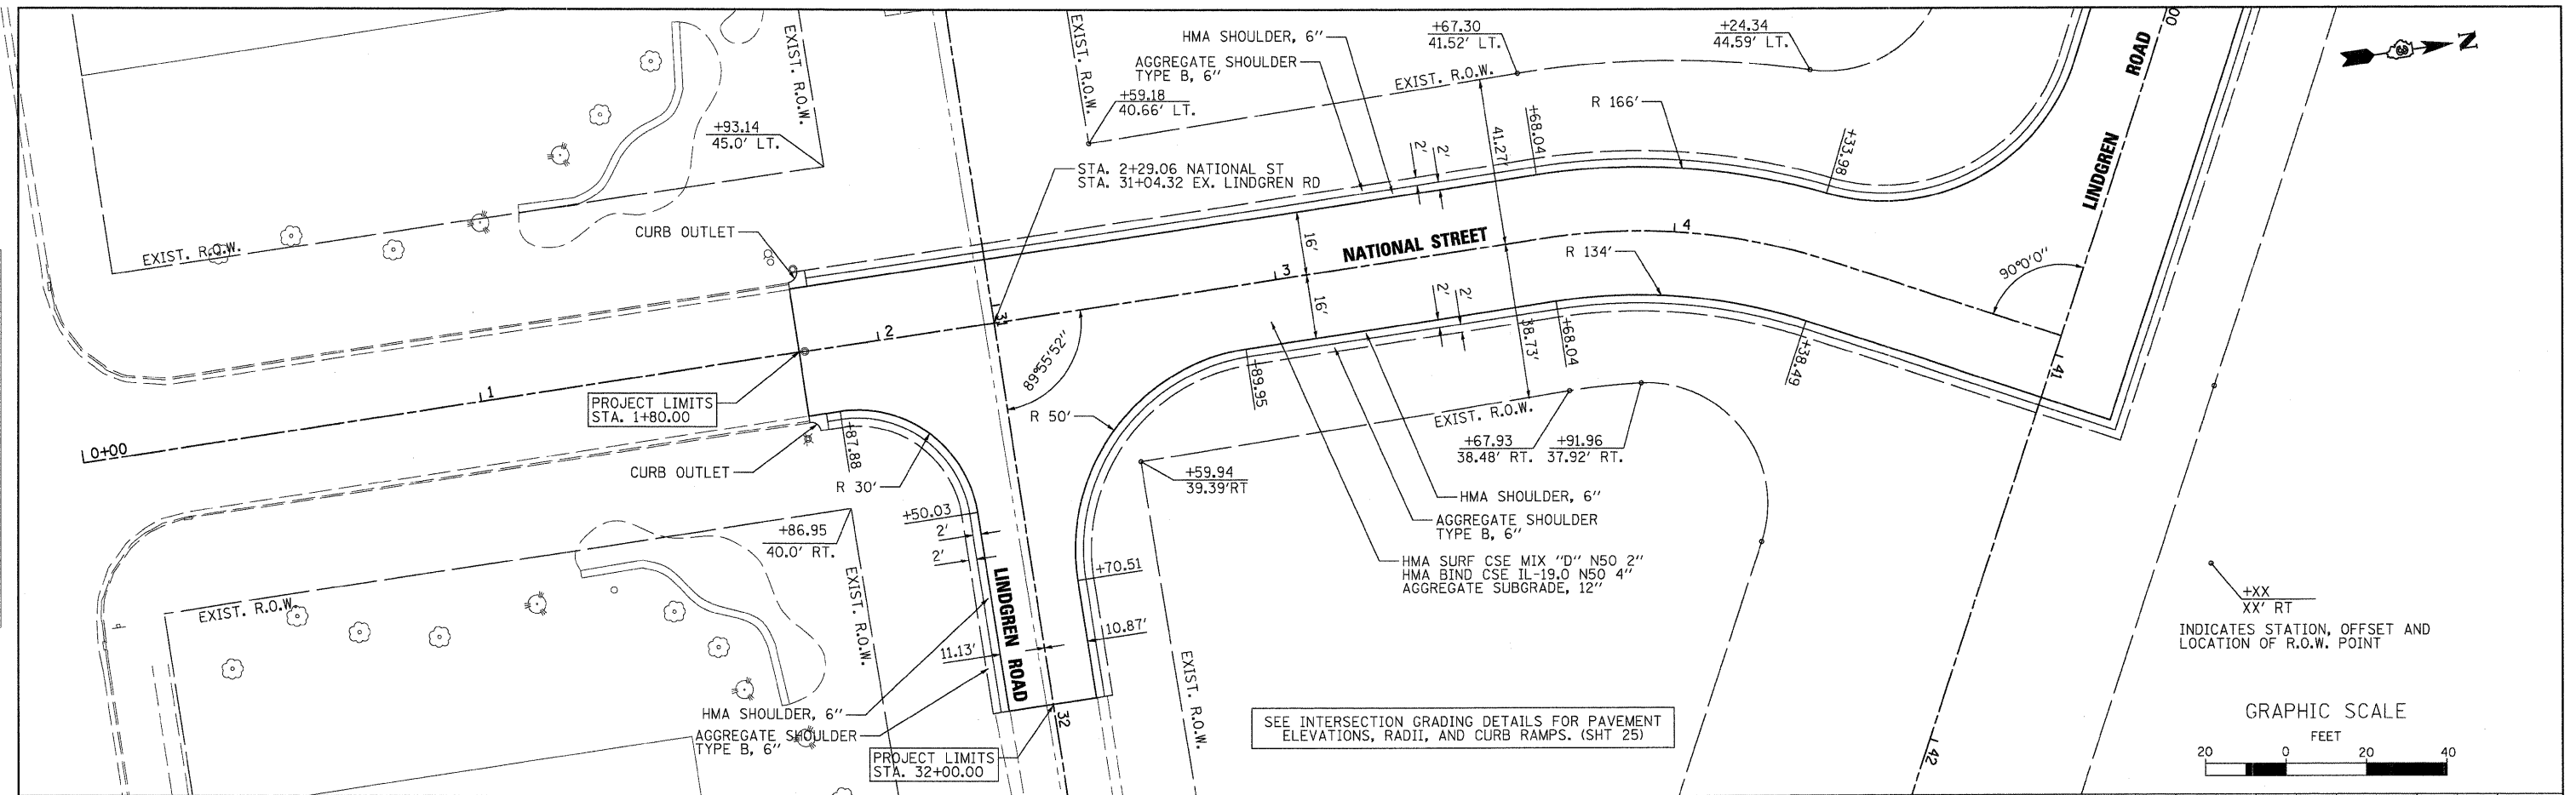 EXIST. R.O.W.
EXIST. R.O.W.
HMA SHOULDER, 6"
AGGREGATE SHOULDER
TYPE B, 6"
+59.18
40.66' LT.
+67.30
41.52' LT.
+24.34
44.59' LT.
EXIST. R.O.W.
R 166'
+93.14
45.0' LT.
STA. 2+29.06 NATIONAL ST
STA. 31+04.32 EX. LINDGREN RD
2'
2'
41.27'
+68.04
+33.98
00
LINDGREN
ROAD
N
EXIST. R.O.W.
CURB OUTLET
16'
16'
NATIONAL STREET
R 134'
90°0'0"
0+00
1
2
3
4
31
41
42
32
PROJECT LIMITS
STA. 1+80.00
89°55'52"
2'
2'
38.73'
+68.04
+38.49
+89.95
R 50'
EXIST. R.O.W.
+67.93
38.48' RT.
+91.96
37.92' RT.
+59.94
39.39'RT
CURB OUTLET
+87.88
R 30'
+50.03
2'
2'
+86.95
40.0' RT.
EXIST. R.O.W.
EXIST. R.O.W.
LINDGREN ROAD
+70.51
10.87'
11.13'
EXIST. R.O.W.
HMA SHOULDER, 6"
AGGREGATE SHOULDER
TYPE B, 6"
HMA SURF CSE MIX "D" N50 2"
HMA BIND CSE IL-19.0 N50 4"
AGGREGATE SUBGRADE, 12"
HMA SHOULDER, 6"
AGGREGATE SHOULDER
TYPE B, 6"
PROJECT LIMITS
STA. 32+00.00
SEE INTERSECTION GRADING DETAILS FOR PAVEMENT
ELEVATIONS, RADII, AND CURB RAMPS. (SHT 25)
+XX
XX' RT
INDICATES STATION, OFFSET AND
LOCATION OF R.O.W. POINT
GRAPHIC SCALE
FEET
20 0 20 40